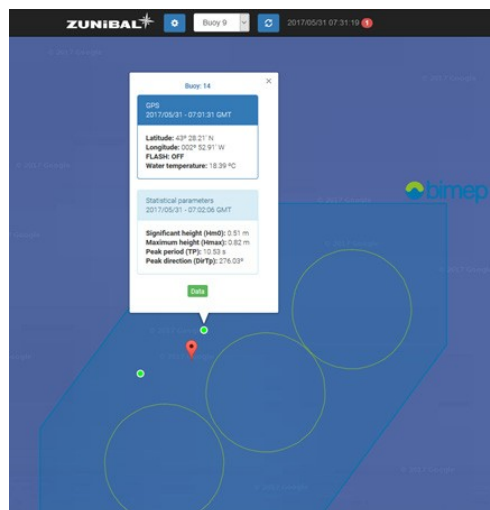 ZUNIBAL
Buoy 9
2017/05/31 07:31:19 1
×
Buoy: 14
GPS
2017/05/31 - 07:01:31 GMT
Latitude: 43º 28.21' N
Longitude: 002º 52.91' W
FLASH: OFF
Water temperature: 18.39 ºC
Statistical parameters
2017/05/31 - 07:02:06 GMT
Significant height (Hm0): 0.51 m
Maximum height (Hmax): 0.82 m
Peak period (TP): 10.53 s
Peak direction (DirTp): 276.03º
Data
bimep